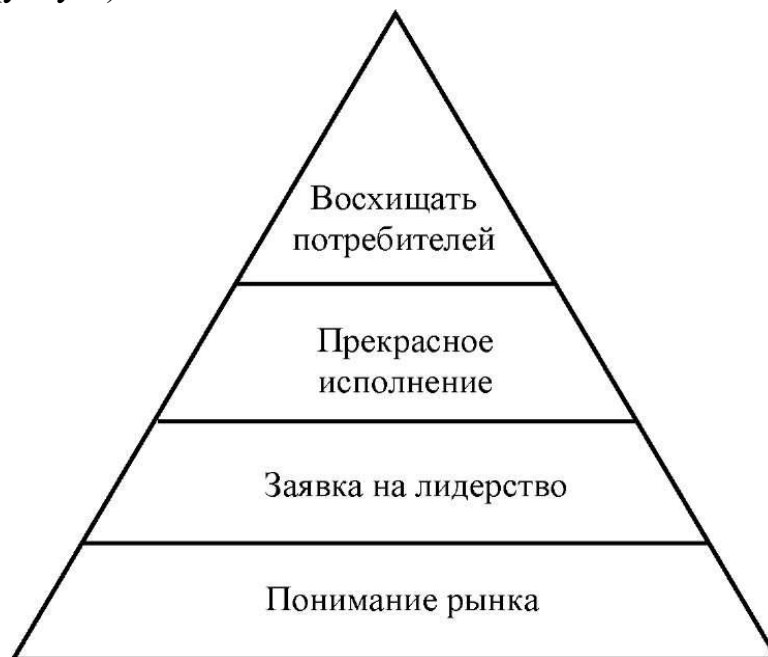 Восхищать
потребителей
Прекрасное
исполнение
Заявка на лидерство
Понимание рынка